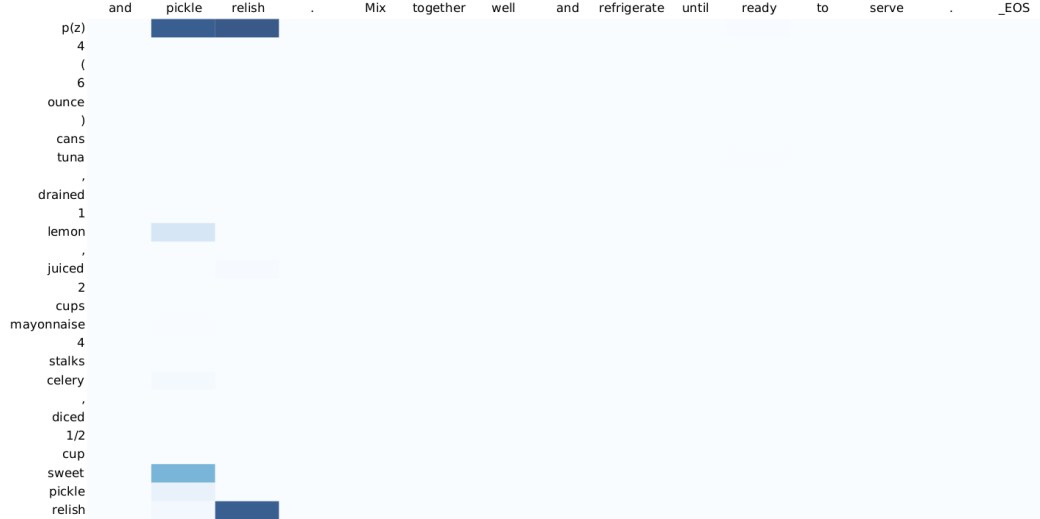 and pickle relish . Mix together well and refrigerate until ready to serve . _EOS
p(z)
4
(
6
ounce
)
cans
tuna
,
drained
1
lemon
,
juiced
2
cups
mayonnaise
4
stalks
celery
,
diced
1/2
cup
sweet
pickle
relish